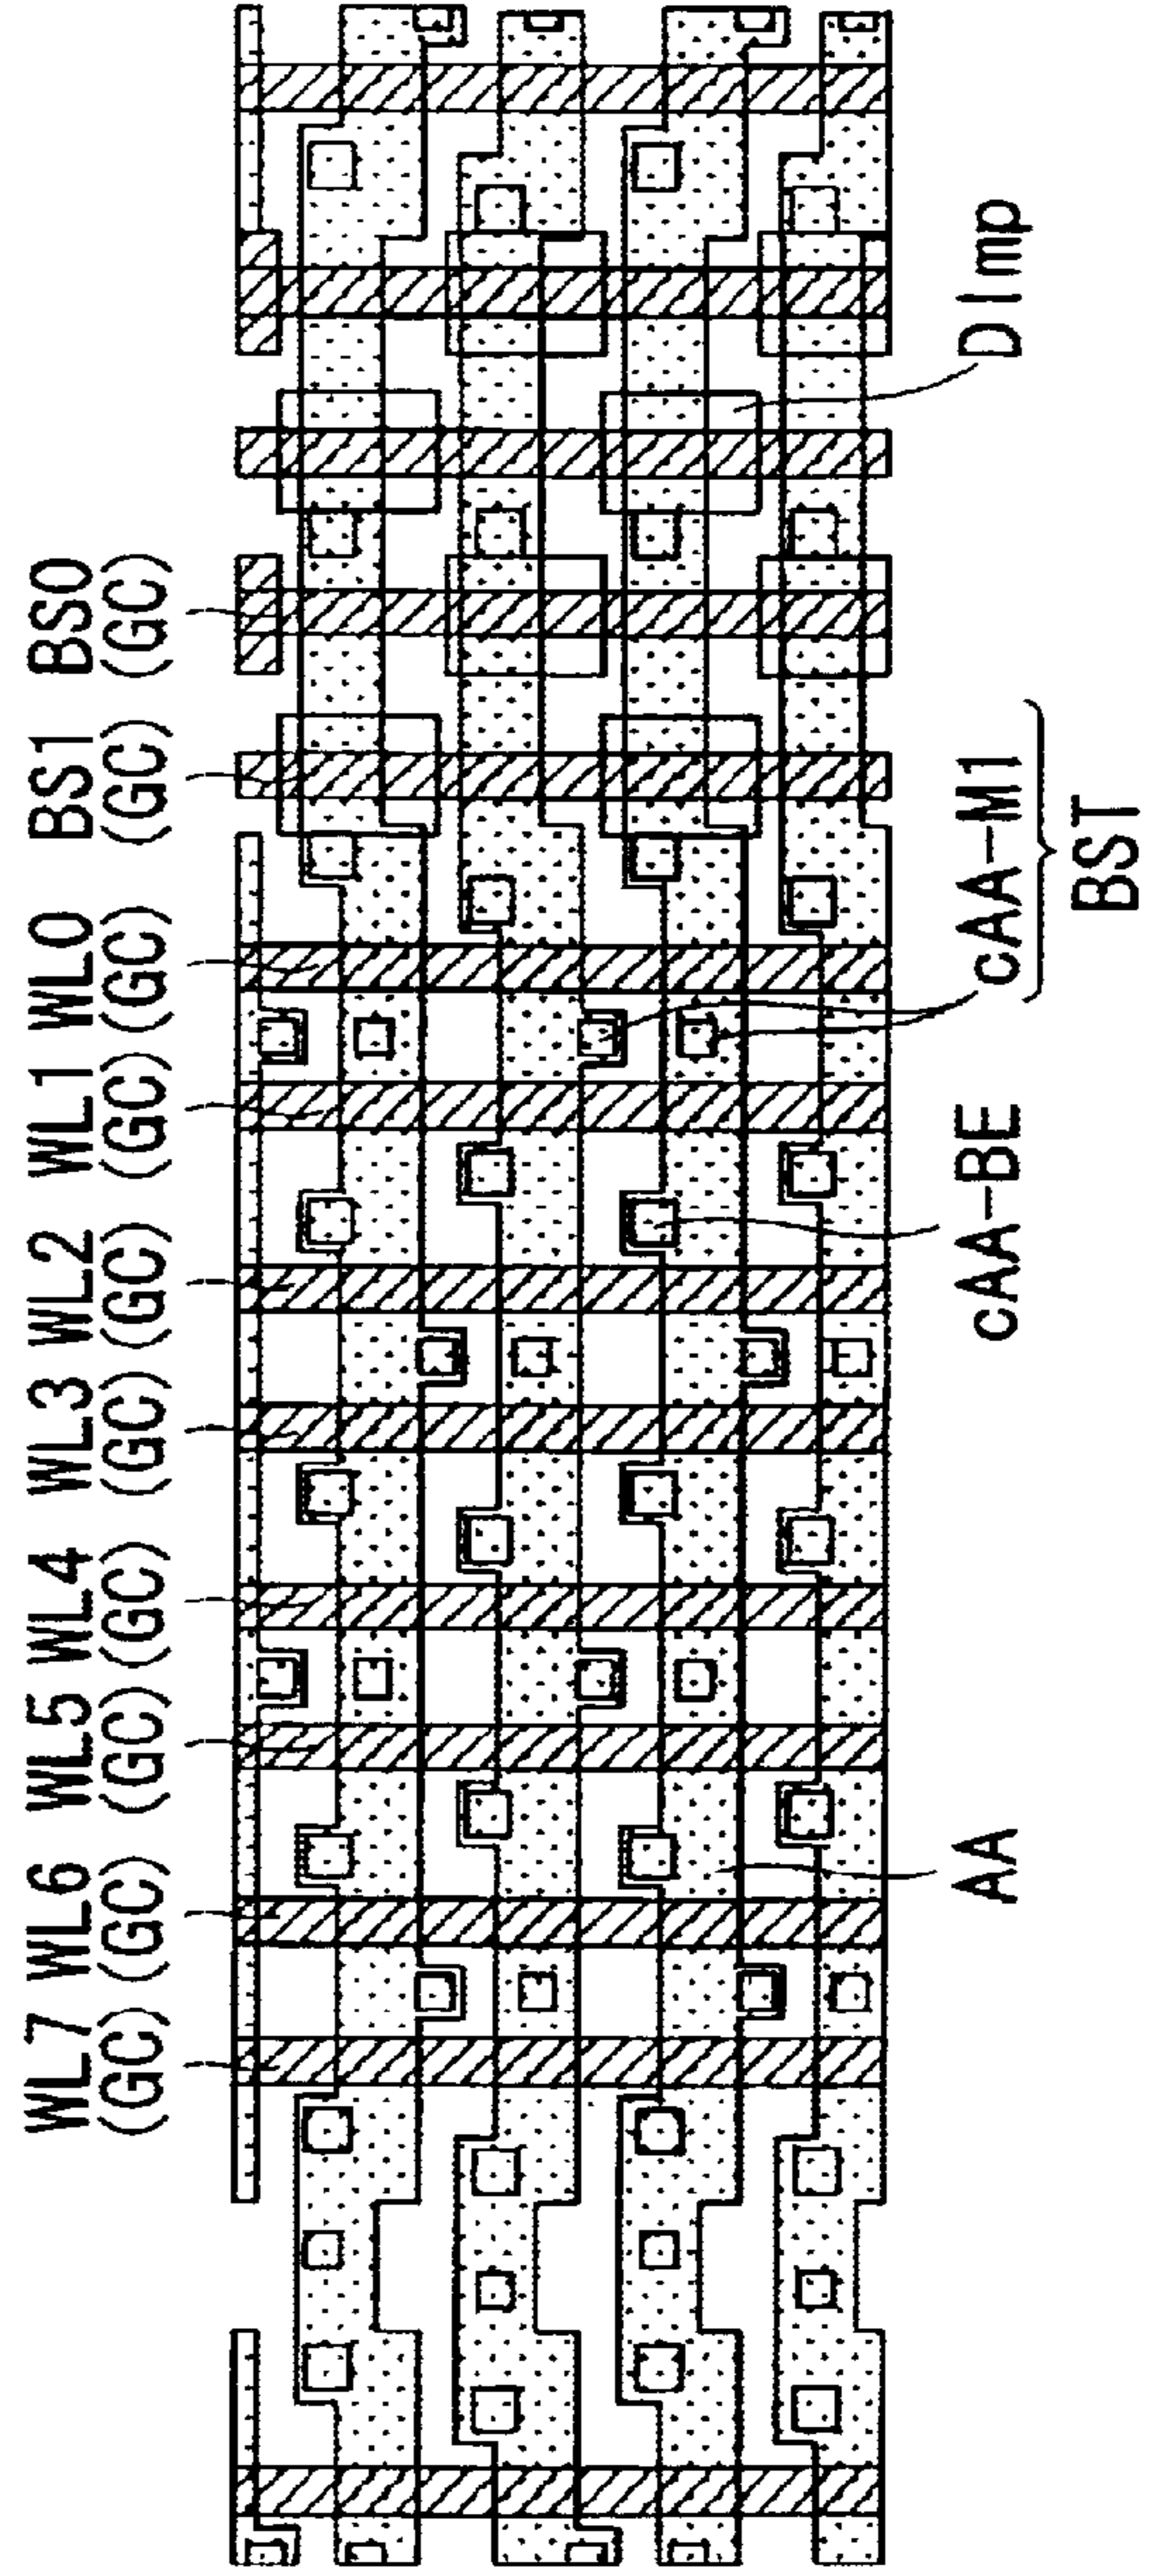 WL7 WL6 WL5 WL4 WL3 WL2 WL1 WL0 BS1 BS0
(GC) (GC) (GC) (GC) (GC) (GC) (GC) (GC) (GC) (GC)
AA cAA-BE cAA-M1 DImp
BST